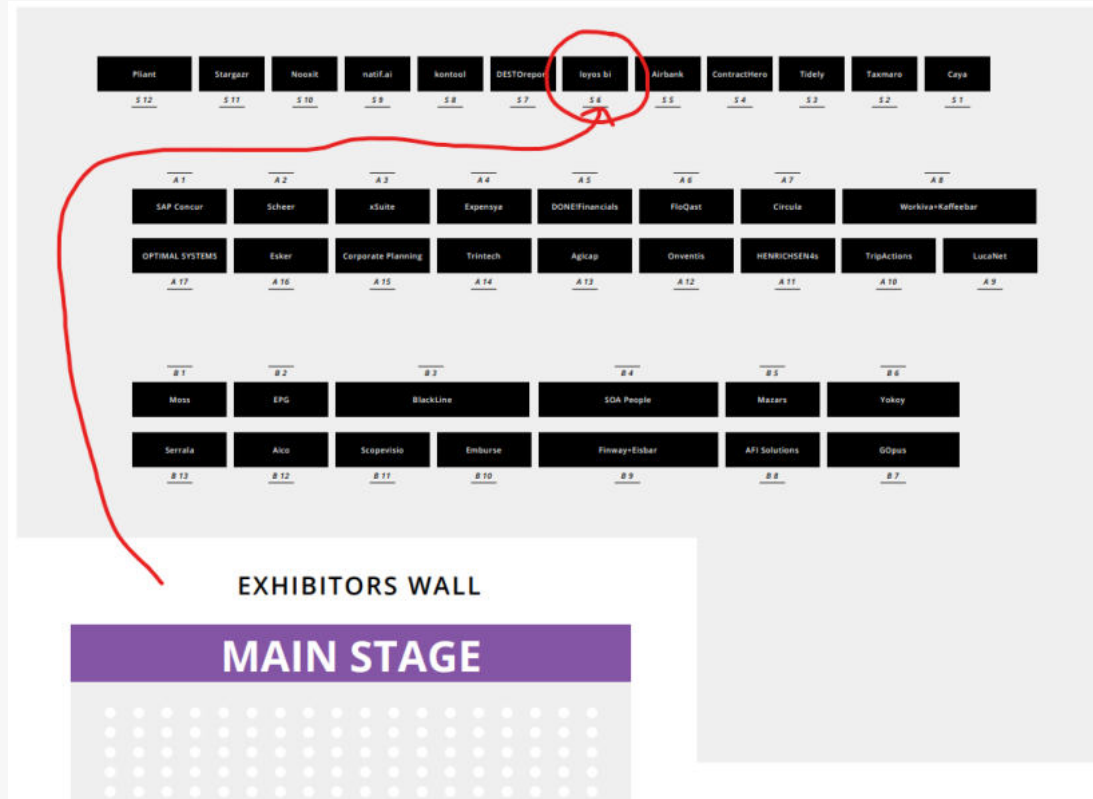 Pliant Stargazr Nooxit natif.ai kontool DESTOrepor loyos bi Airbank ContractHero Tidely Taxmaro Caya
S 12 S 11 S 10 S 9 S 8 S 7 S 6 S 5 S 4 S 3 S 2 S 1
A 1 A 2 A 3 A 4 A 5 A 6 A 7 A 8
SAP Concur Scheer xSuite Expensya DONE!Financials FloQast Circula Workiva+Kaffeebar
OPTIMAL SYSTEMS Esker Corporate Planning Trintech Agicap Onventis HENRICHSEN4s TripActions LucaNet
A 17 A 16 A 15 A 14 A 13 A 12 A 11 A 10 A 9
B 1 B 2 B 3 B 4 B 5 B 6
Moss EPG BlackLine SOA People Mazars Yokoy
Serrala Aico Scopevisio Emburse Finway+Eisbar AFI Solutions GOpus
B 13 B 12 B 11 B 10 B 9 B 8 B 7
EXHIBITORS WALL
MAIN STAGE